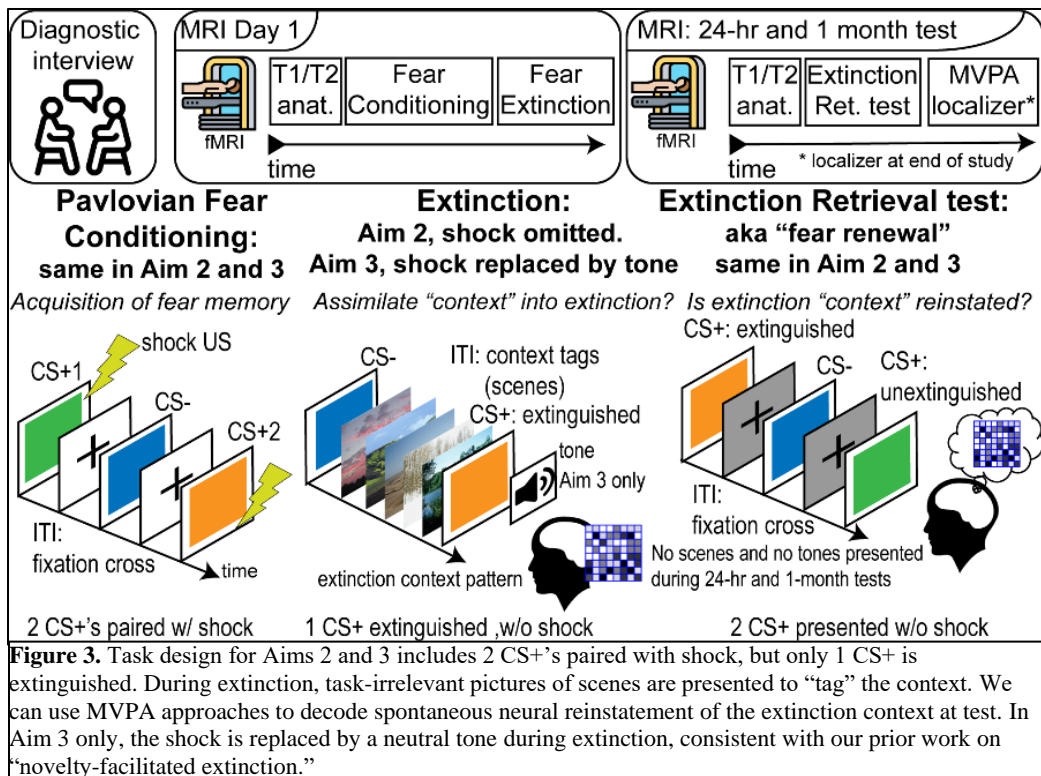 Diagnostic
interview
MRI Day 1
fMRI
T1/T2
anat.
Fear
Conditioning
Fear
Extinction
time
MRI: 24-hr and 1 month test
fMRI
T1/T2
anat.
Extinction
Ret. test
MVPA
localizer*
time
* localizer at end of study
Pavlovian Fear
Conditioning:
same in Aim 2 and 3
Acquisition of fear memory
shock US
CS+1
CS-
CS+2
ITI:
fixation cross
time
2 CS+'s paired w/ shock
Extinction:
Aim 2, shock omitted.
Aim 3, shock replaced by tone
Assimilate “context” into extinction?
CS-
ITI: context tags
(scenes)
CS+: extinguished
tone
Aim 3 only
extinction context pattern
1 CS+ extinguished ,w/o shock
Extinction Retrieval test:
aka “fear renewal”
same in Aim 2 and 3
Is extinction “context” reinstated?
CS+: extinguished
CS-
CS+:
unextinguished
ITI:
fixation cross
No scenes and no tones presented
during 24-hr and 1-month tests
2 CS+ presented w/o shock
Figure 3. Task design for Aims 2 and 3 includes 2 CS+’s paired with shock, but only 1 CS+ is
extinguished. During extinction, task-irrelevant pictures of scenes are presented to “tag” the context. We
can use MVPA approaches to decode spontaneous neural reinstatement of the extinction context at test. In
Aim 3 only, the shock is replaced by a neutral tone during extinction, consistent with our prior work on
“novelty-facilitated extinction.”